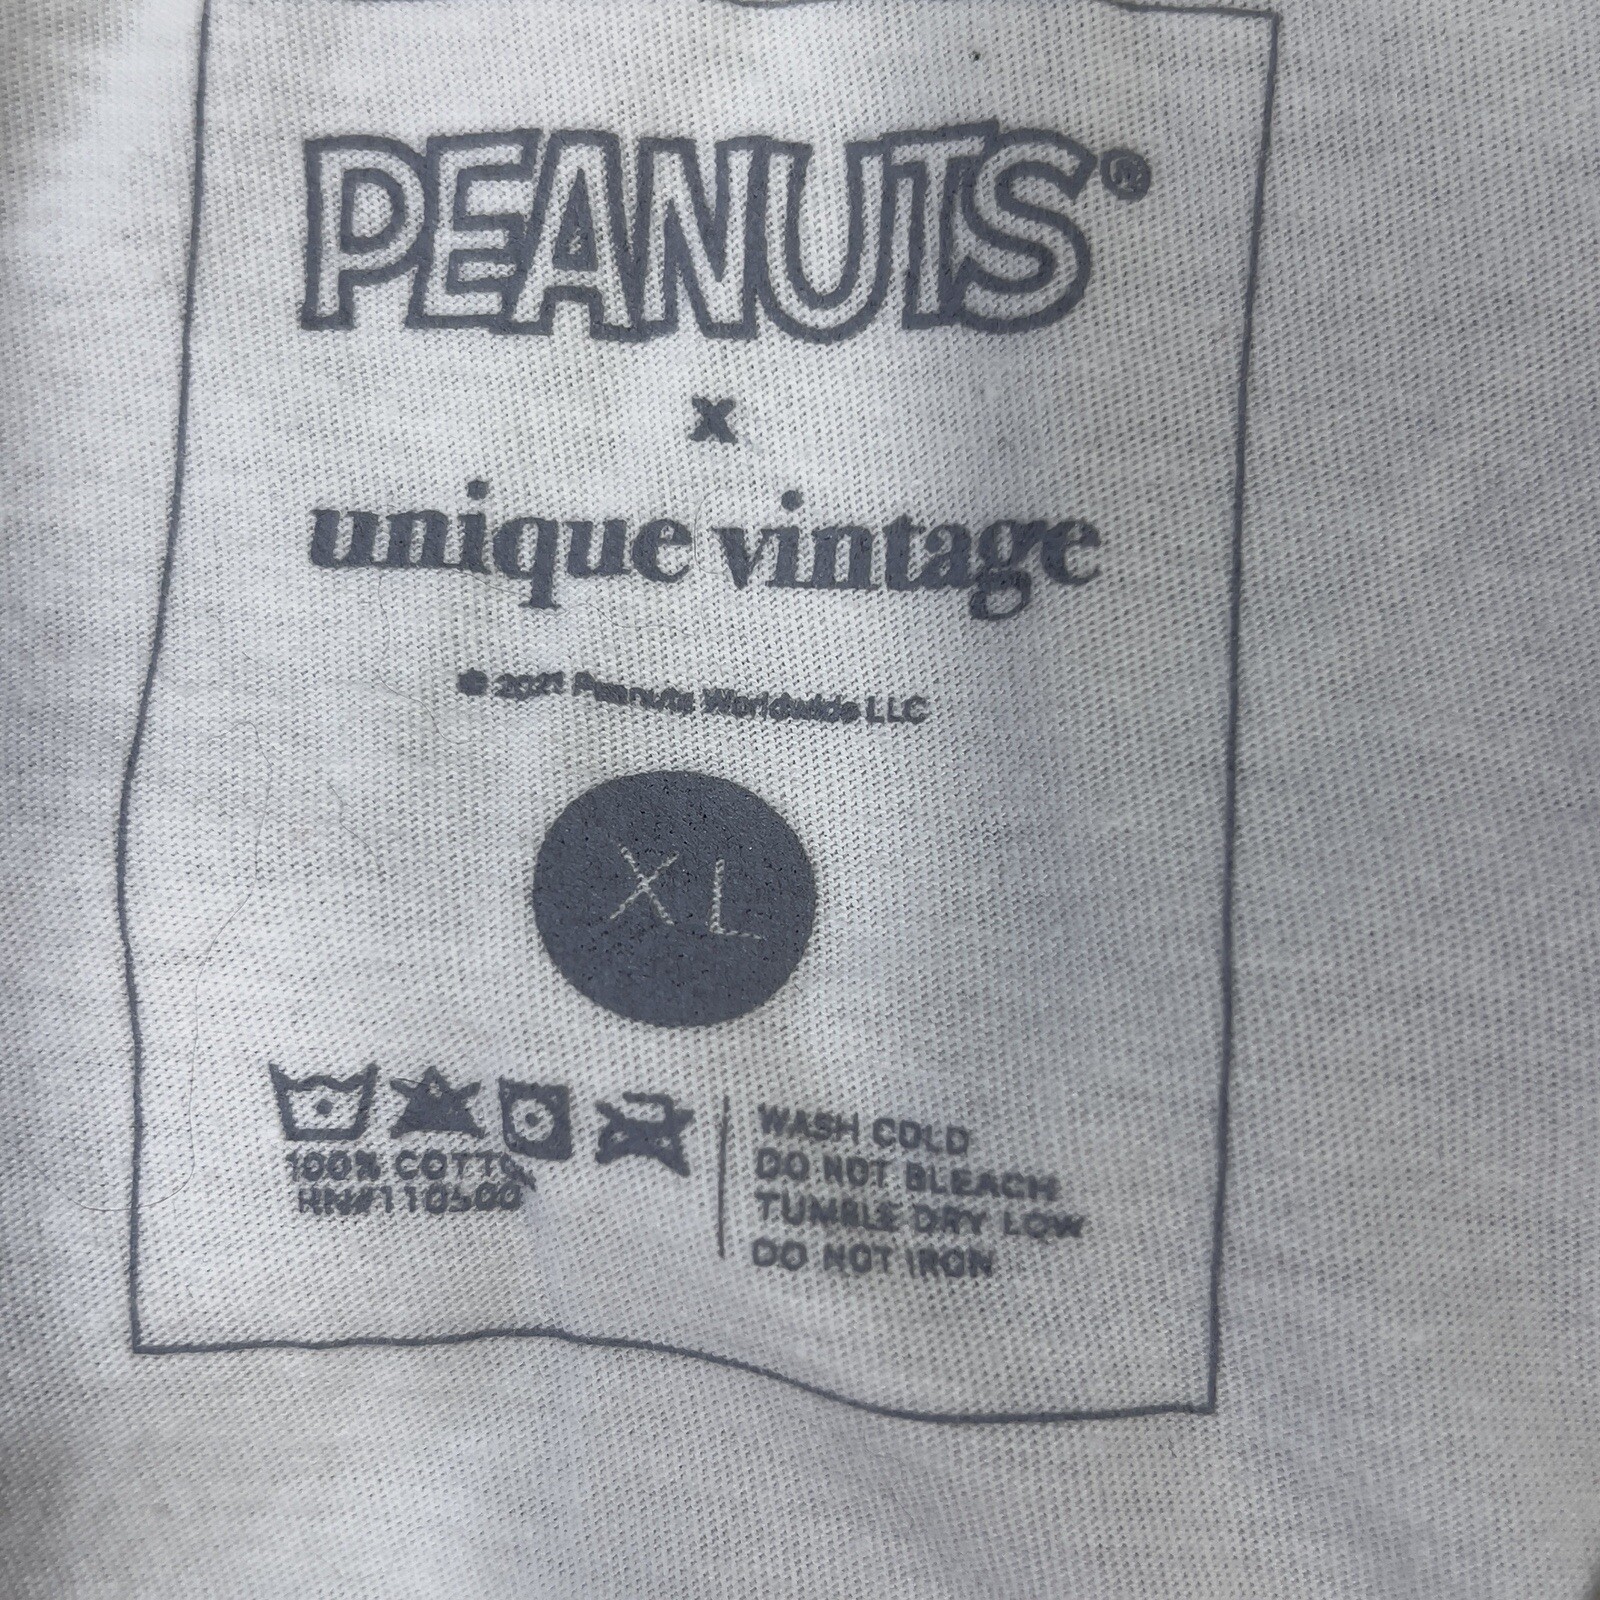 PEANUTS®
x
unique vintage
© 2021 Peanuts Worldwide LLC
XL
100% COTTON
WASH COLD
DO NOT BLEACH
TUMBLE DRY LOW
DO NOT IRON